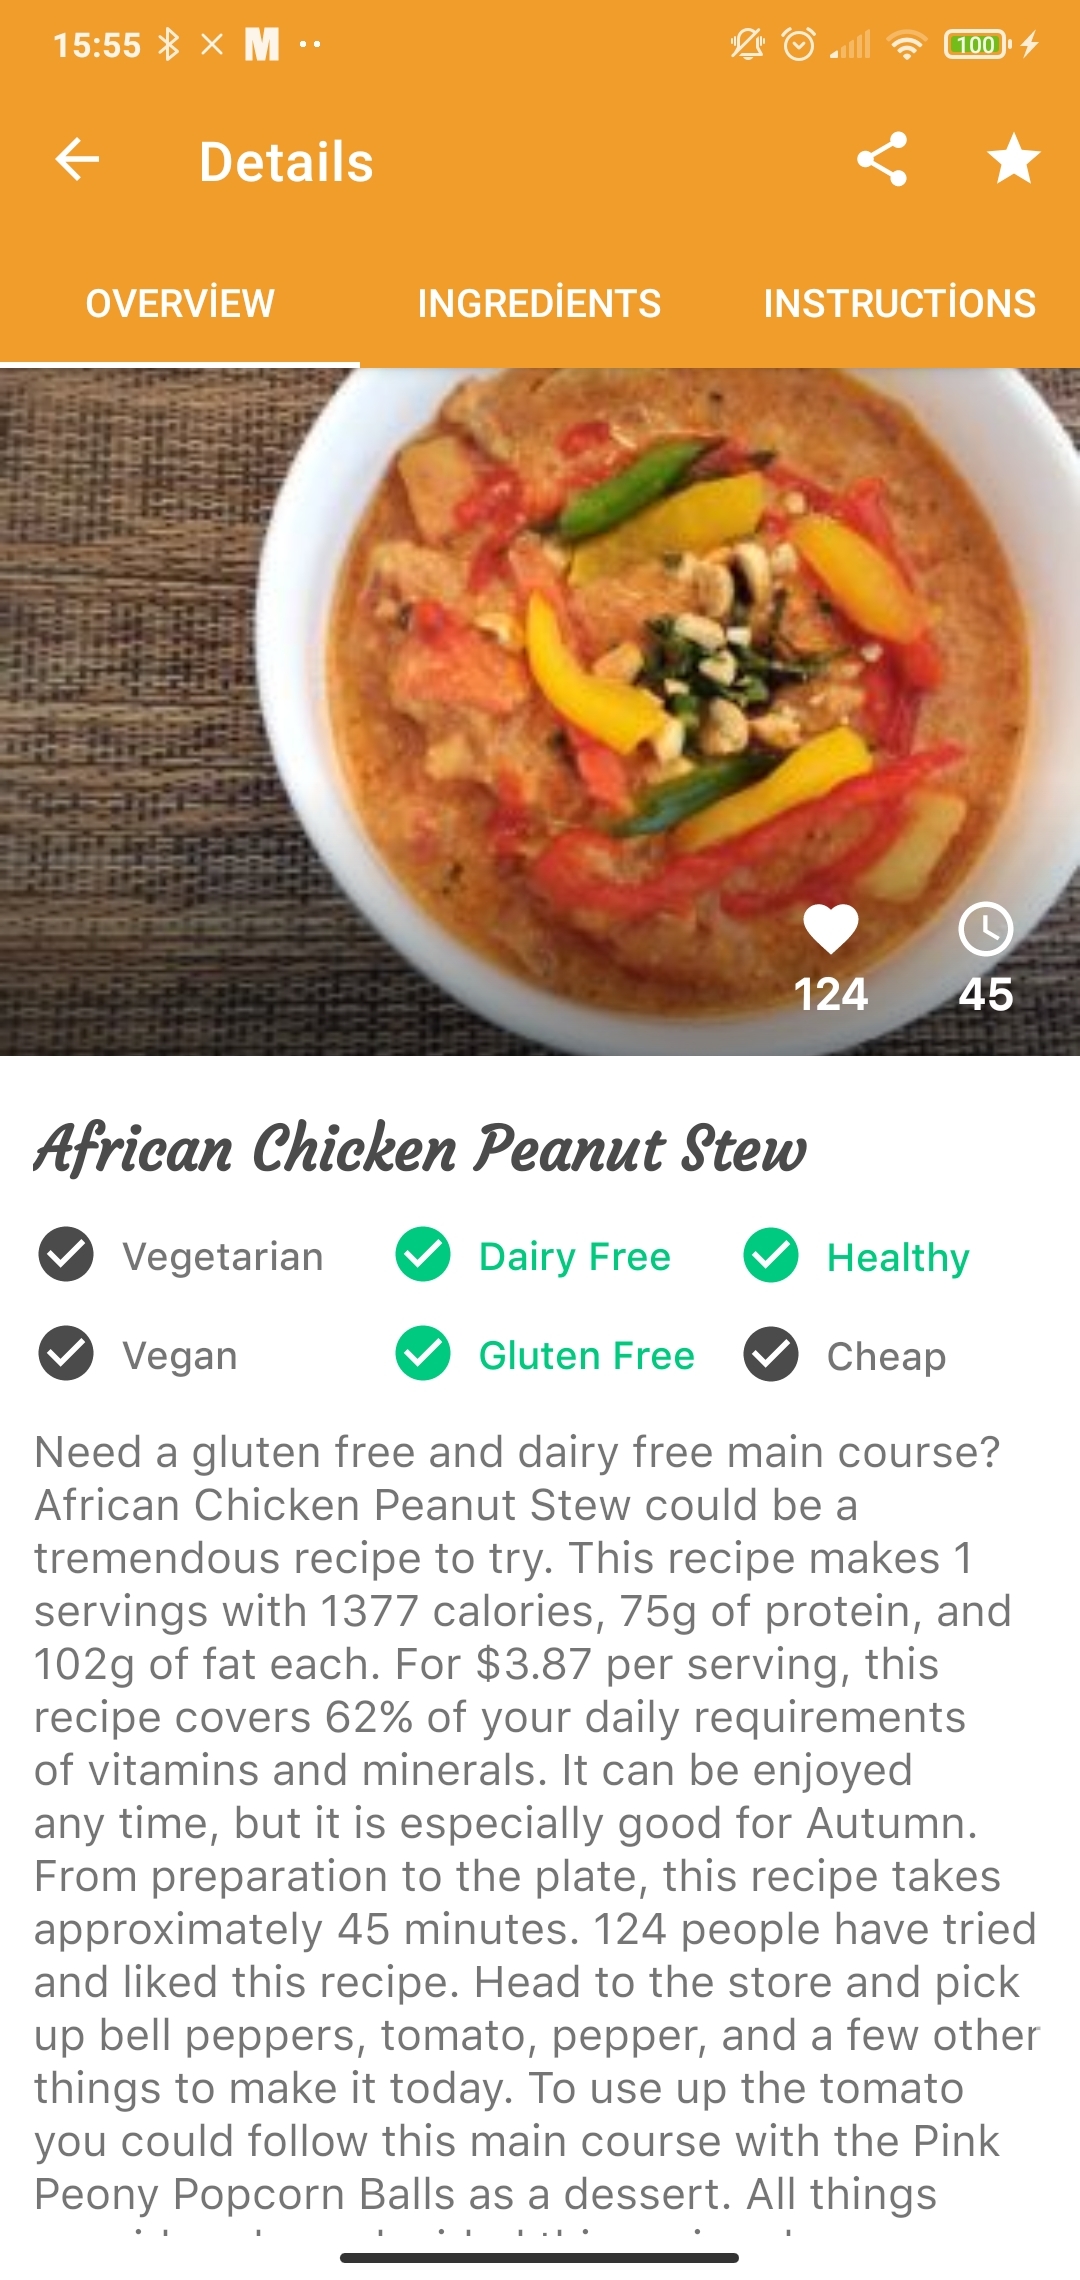 15:55
100
Details
OVERVİEW INGREDİENTS INSTRUCTİONS
124 45
African Chicken Peanut Stew
Vegetarian Dairy Free Healthy
Vegan Gluten Free Cheap
Need a gluten free and dairy free main course?
African Chicken Peanut Stew could be a
tremendous recipe to try. This recipe makes 1
servings with 1377 calories, 75g of protein, and
102g of fat each. For $3.87 per serving, this
recipe covers 62% of your daily requirements
of vitamins and minerals. It can be enjoyed
any time, but it is especially good for Autumn.
From preparation to the plate, this recipe takes
approximately 45 minutes. 124 people have tried
and liked this recipe. Head to the store and pick
up bell peppers, tomato, pepper, and a few other
things to make it today. To use up the tomato
you could follow this main course with the Pink
Peony Popcorn Balls as a dessert. All things